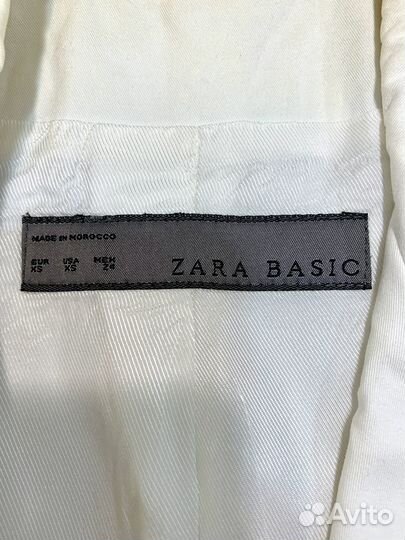 MADE IN MOROCCO
EUR USA MEX
XS XS 24
ZARA BASIC
Avito